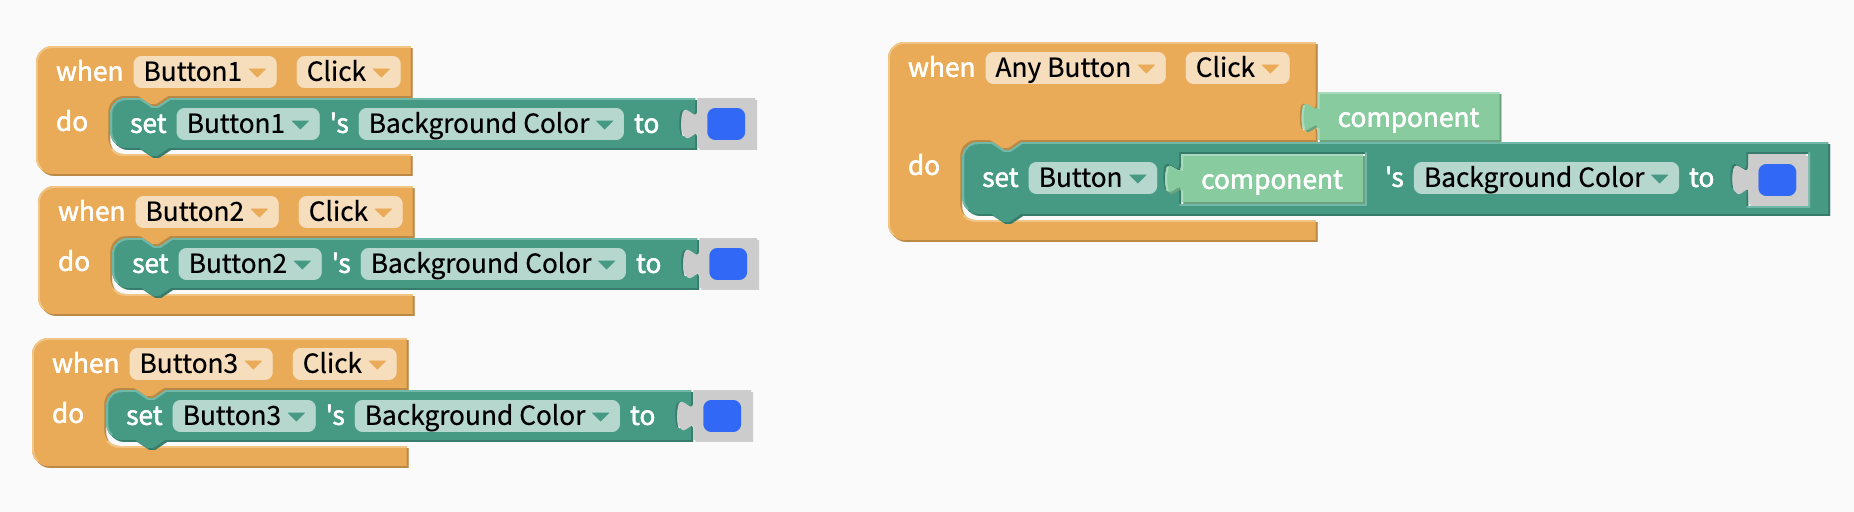 when Button1 Click
do set Button1 's Background Color to
when Button2 Click
do set Button2 's Background Color to
when Button3 Click
do set Button3 's Background Color to
when Any Button Click
component
do set Button component 's Background Color to